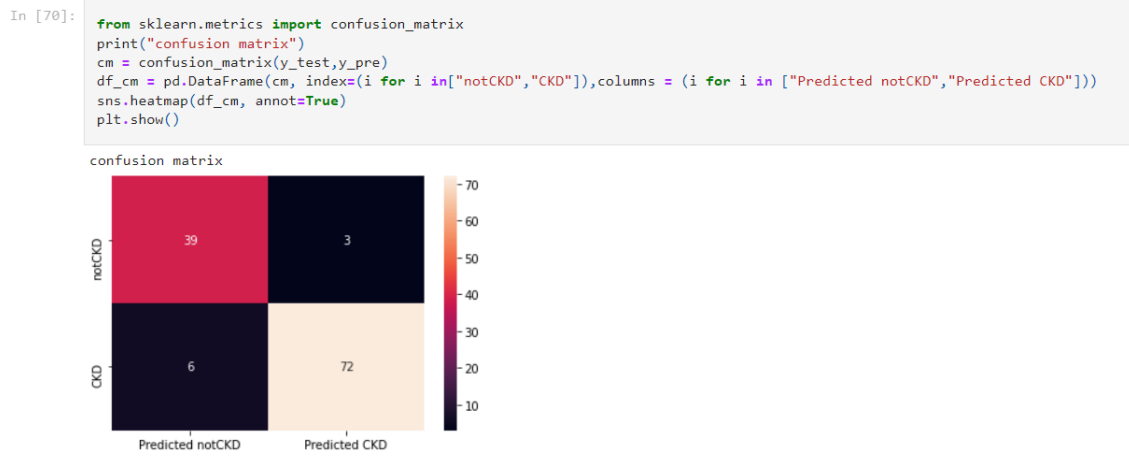 In [70]:
from sklearn.metrics import confusion_matrix
print("confusion matrix")
cm = confusion_matrix(y_test,y_pre)
df_cm = pd.DataFrame(cm, index=(i for i in["notCKD","CKD"]),columns = (i for i in ["Predicted notCKD","Predicted CKD"]))
sns.heatmap(df_cm, annot=True)
plt.show()
confusion matrix
39 3
6 72
notCKD
CKD
Predicted notCKD Predicted CKD
70
60
50
40
30
20
10